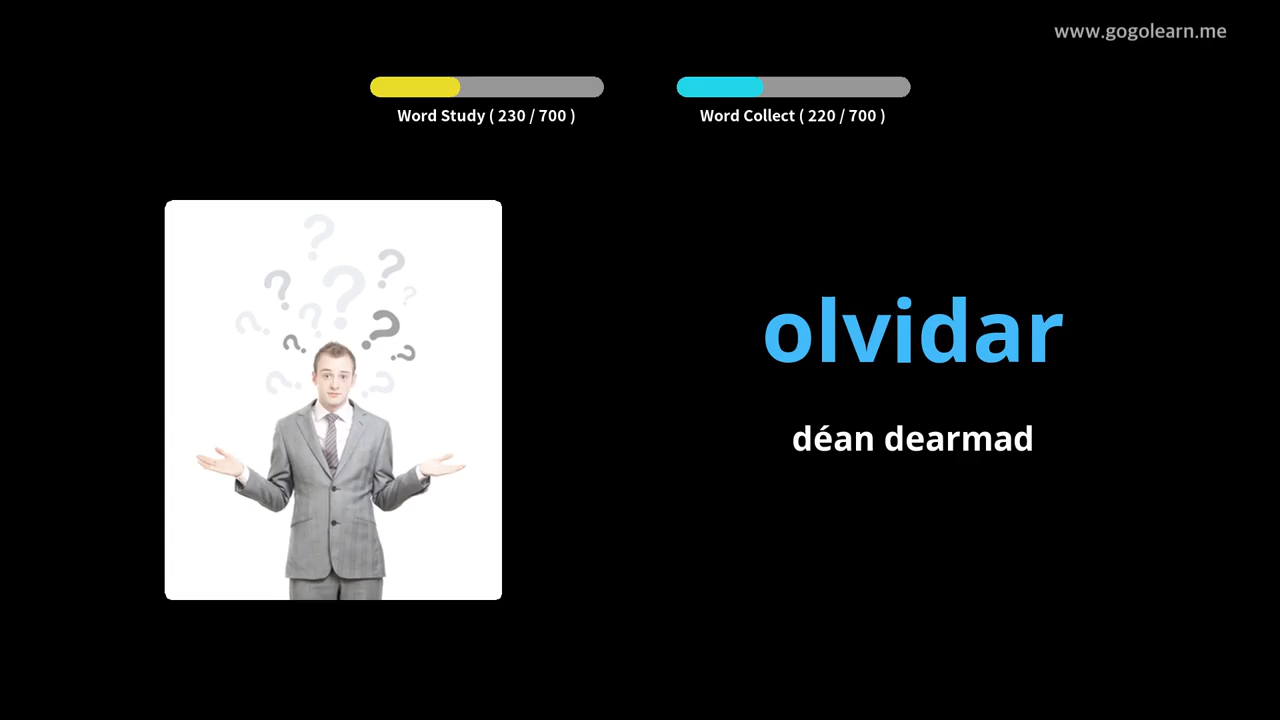 www.gogolearn.me
Word Study ( 230 / 700 )
Word Collect ( 220 / 700 )
olvidar
déan dearmad